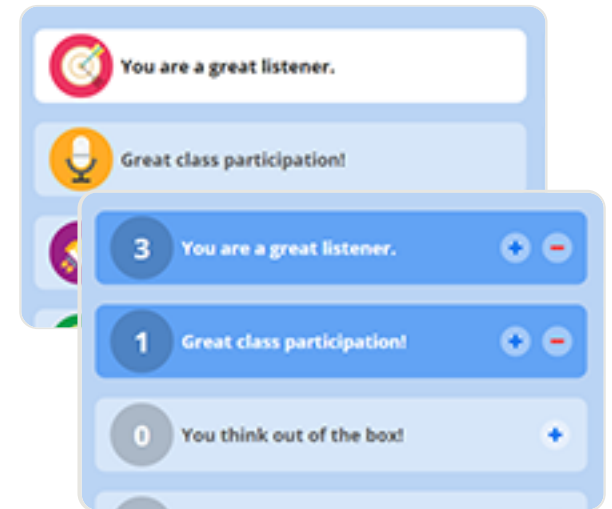 You are a great listener.
Great class participation!
3 You are a great listener. + −
1 Great class participation! + −
0 You think out of the box! +